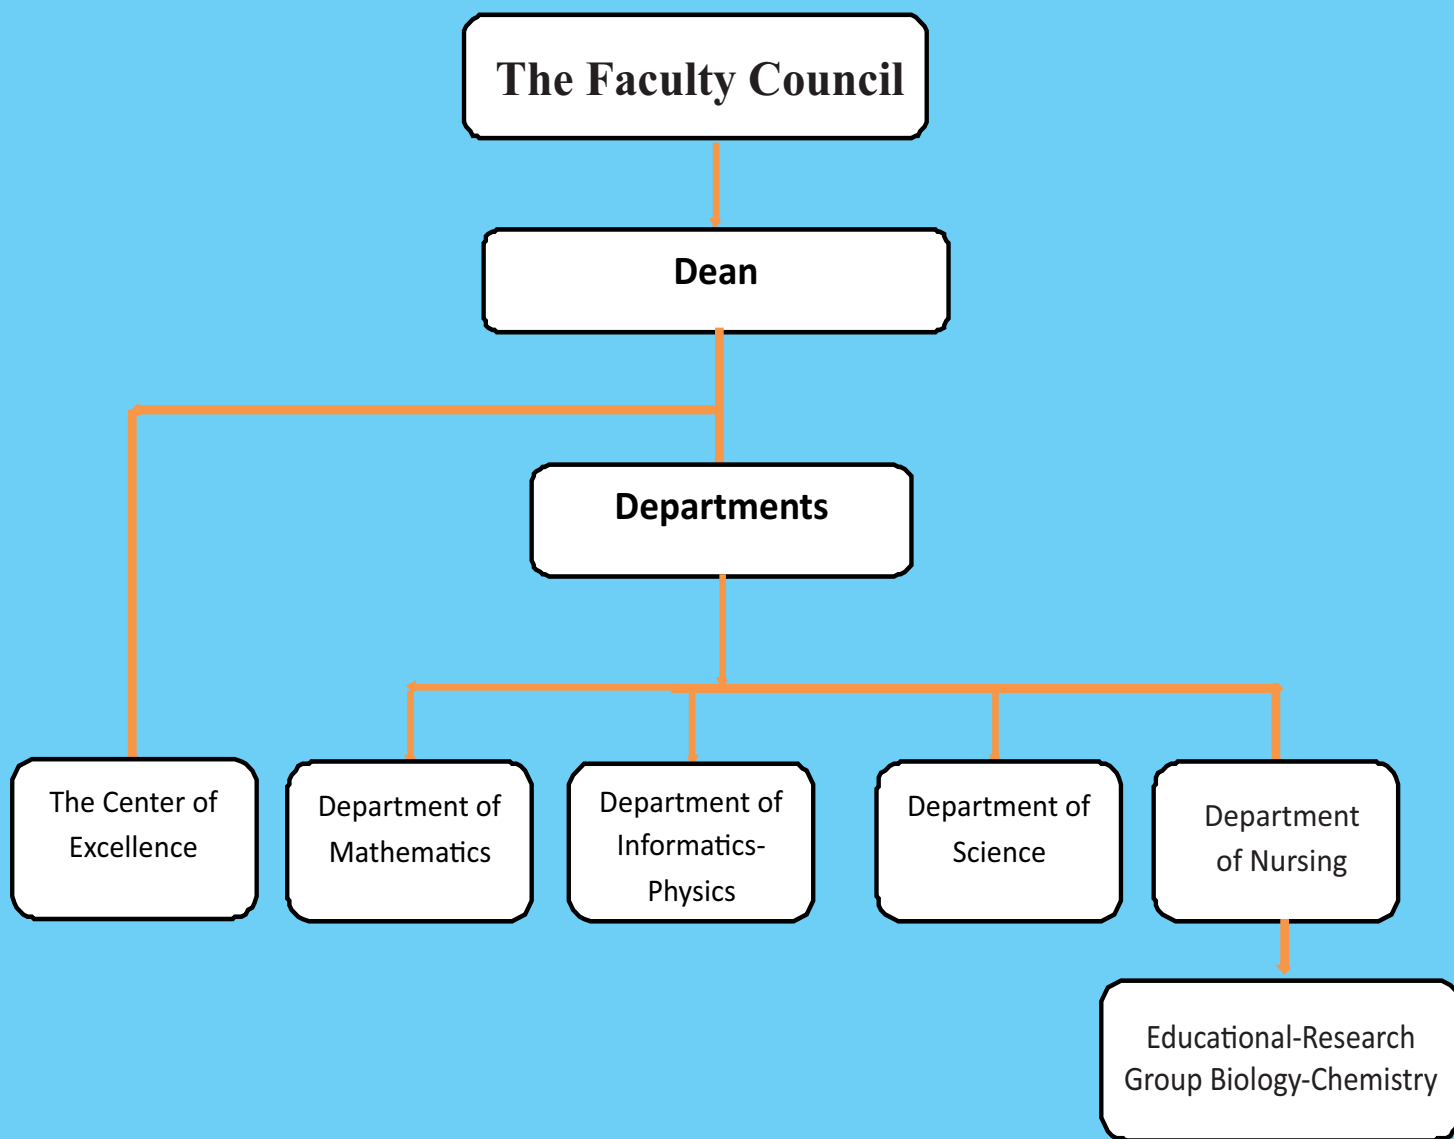 The Faculty Council
Dean
Departments
The Center of
Excellence
Department of
Mathematics
Department of
Informatics-
Physics
Department of
Science
Department
of Nursing
Educational-Research
Group Biology-Chemistry